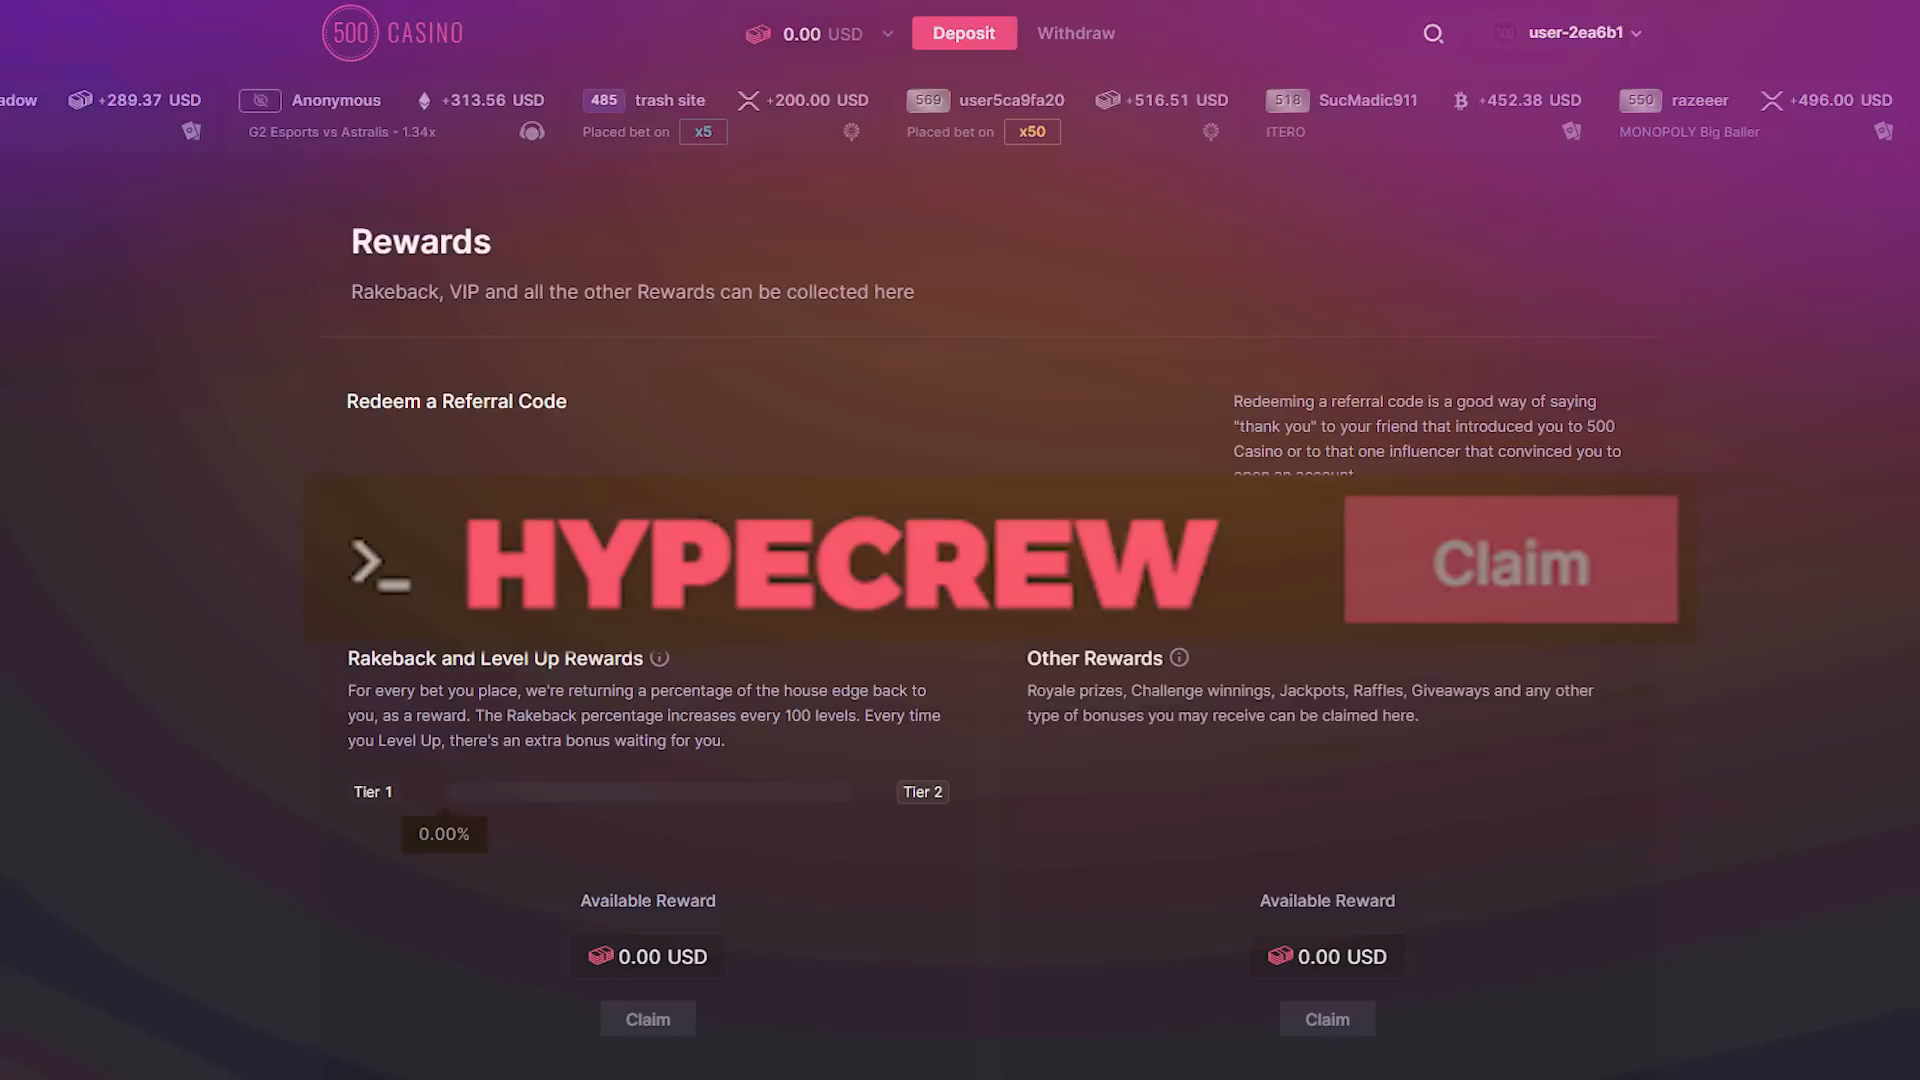 500 CASINO
0.00 USD
Deposit
Withdraw
user-2ea6b1
adow +289.37 USD
Anonymous +313.56 USD
485 trash site +200.00 USD
569 user5ca9fa20 +516.51 USD
518 SucMadic911 +452.38 USD
550 razeeer +496.00 USD
G2 Esports vs Astralis - 1.34x
Placed bet on x5
Placed bet on x50
ITERO
MONOPOLY Big Baller
Rewards
Rakeback, VIP and all the other Rewards can be collected here
Redeem a Referral Code
Redeeming a referral code is a good way of saying
"thank you" to your friend that introduced you to 500
Casino or to that one influencer that convinced you to
open an account
>_ HYPECREW
Claim
Rakeback and Level Up Rewards
For every bet you place, we're returning a percentage of the house edge back to
you, as a reward. The Rakeback percentage increases every 100 levels. Every time
you Level Up, there's an extra bonus waiting for you.
Tier 1
Tier 2
0.00%
Available Reward
0.00 USD
Claim
Other Rewards
Royale prizes, Challenge winnings, Jackpots, Raffles, Giveaways and any other
type of bonuses you may receive can be claimed here.
Available Reward
0.00 USD
Claim